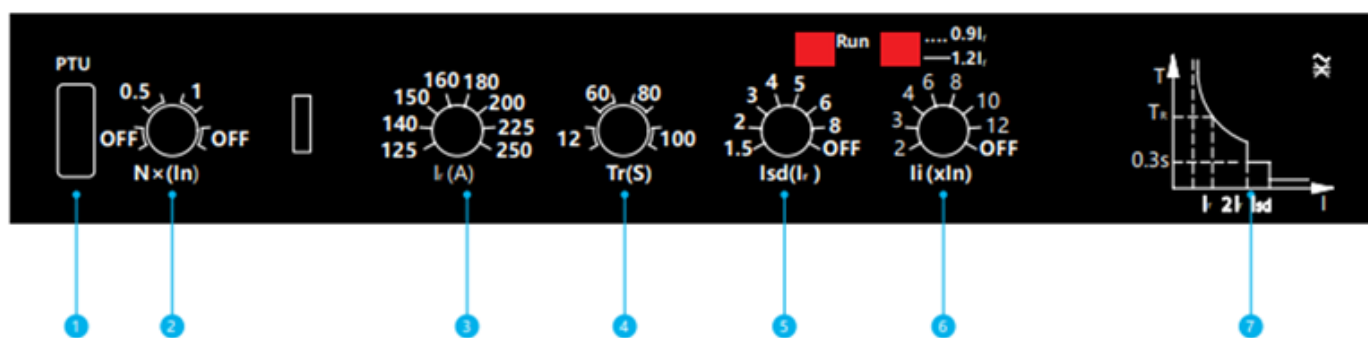 PTU
0.5 1
OFF OFF
N×(In)
160 180
150 200
140 225
125 250
Ir(A)
60 80
12 100
Tr(S)
4 5
3 6
2 8
1.5 OFF
Isd(Ir)
Run
.... 0.9Ir
—1.2Ir
6 8
4 10
3 12
2 OFF
Ii (xIn)
T
TR
0.3s
Ir 2Ir Isd I
1 2 3 4 5 6 7